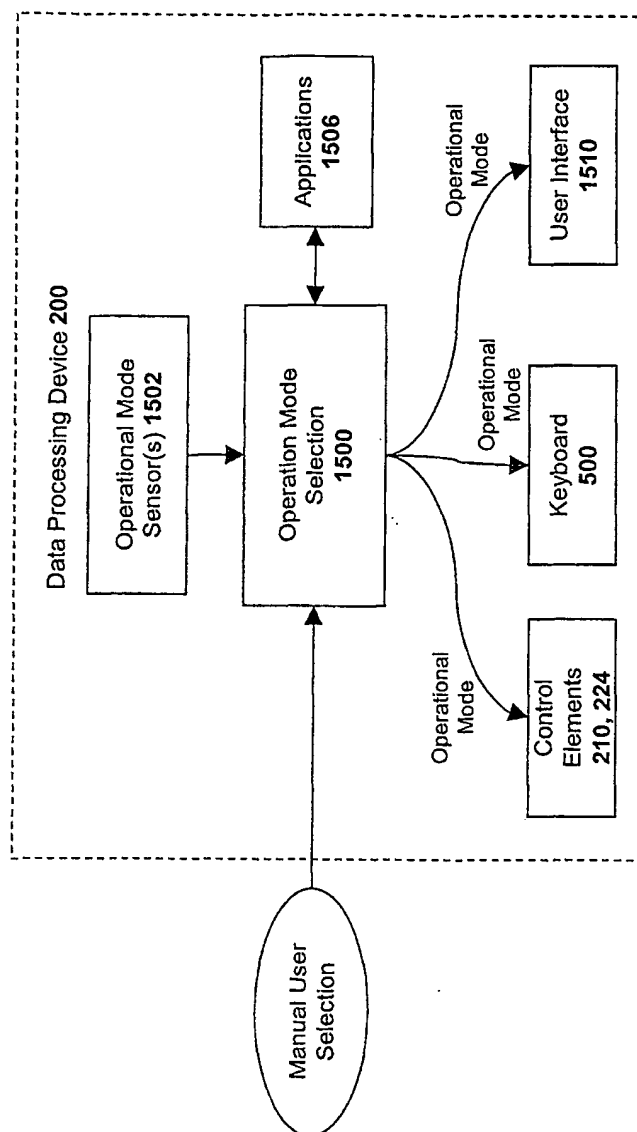 Data Processing Device 200
Operational Mode
Sensor(s) 1502
Manual User
Selection
Operation Mode
Selection
1500
Applications
1506
Operational
Mode
Operational
Mode
Operational
Mode
Control
Elements
210, 224
Keyboard
500
User Interface
1510